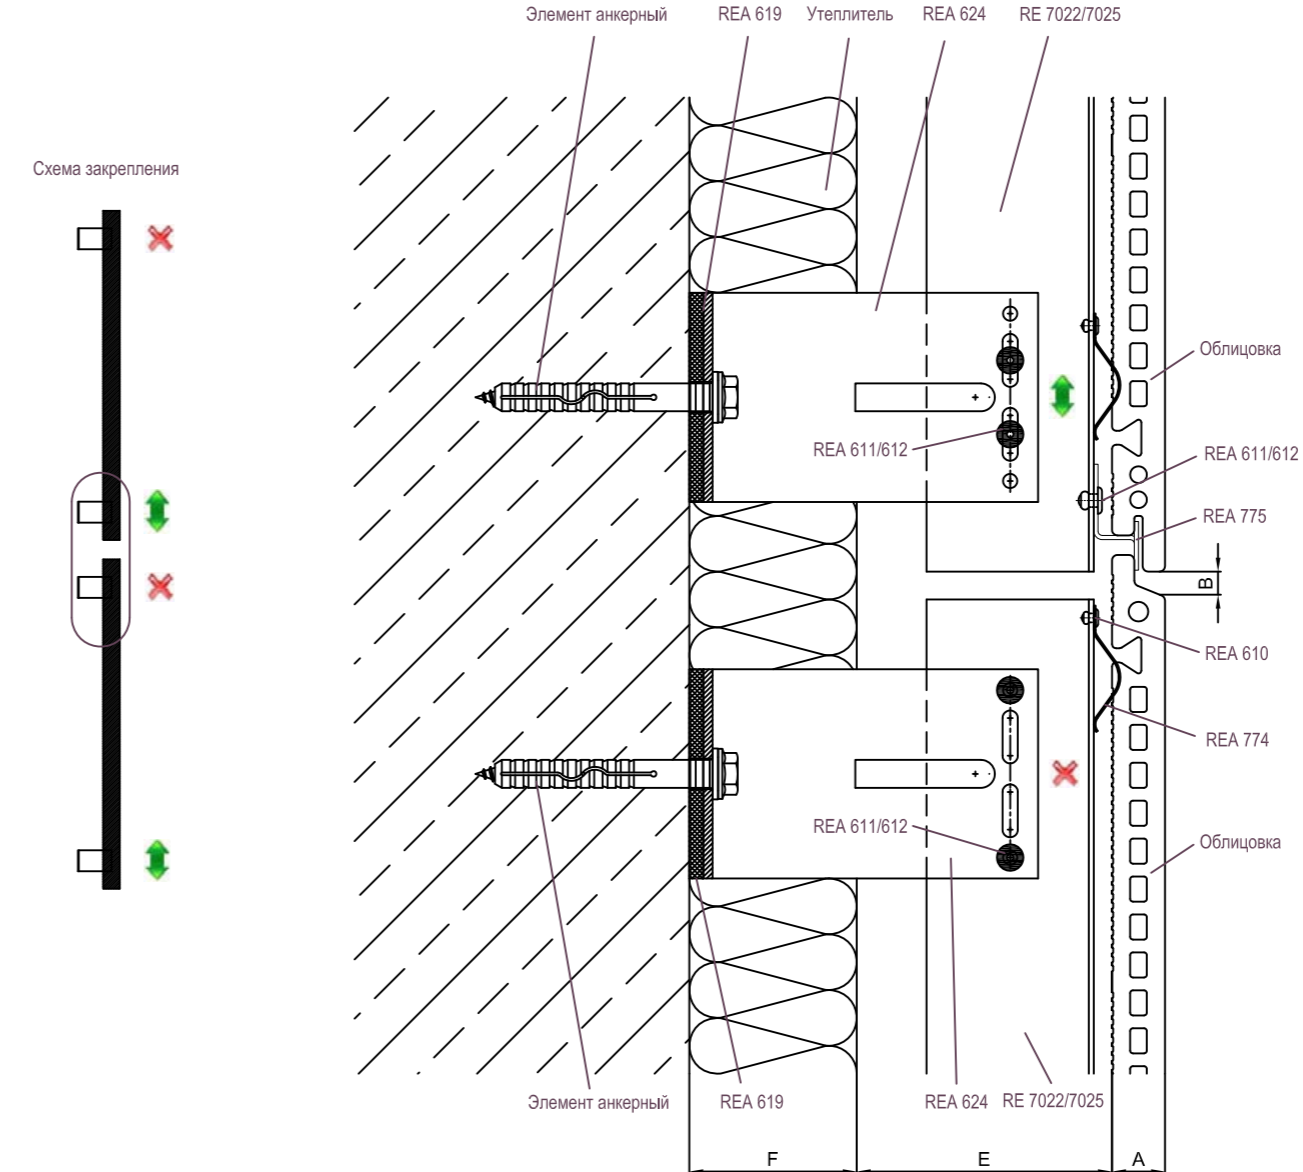 Элемент анкерный
REA 619
Утеплитель
REA 624
RE 7022/7025
Схема закрепления
Облицовка
REA 611/612
REA 611/612
REA 775
B
REA 610
REA 774
REA 611/612
Облицовка
Элемент анкерный
REA 619
REA 624
RE 7022/7025
F
E
A